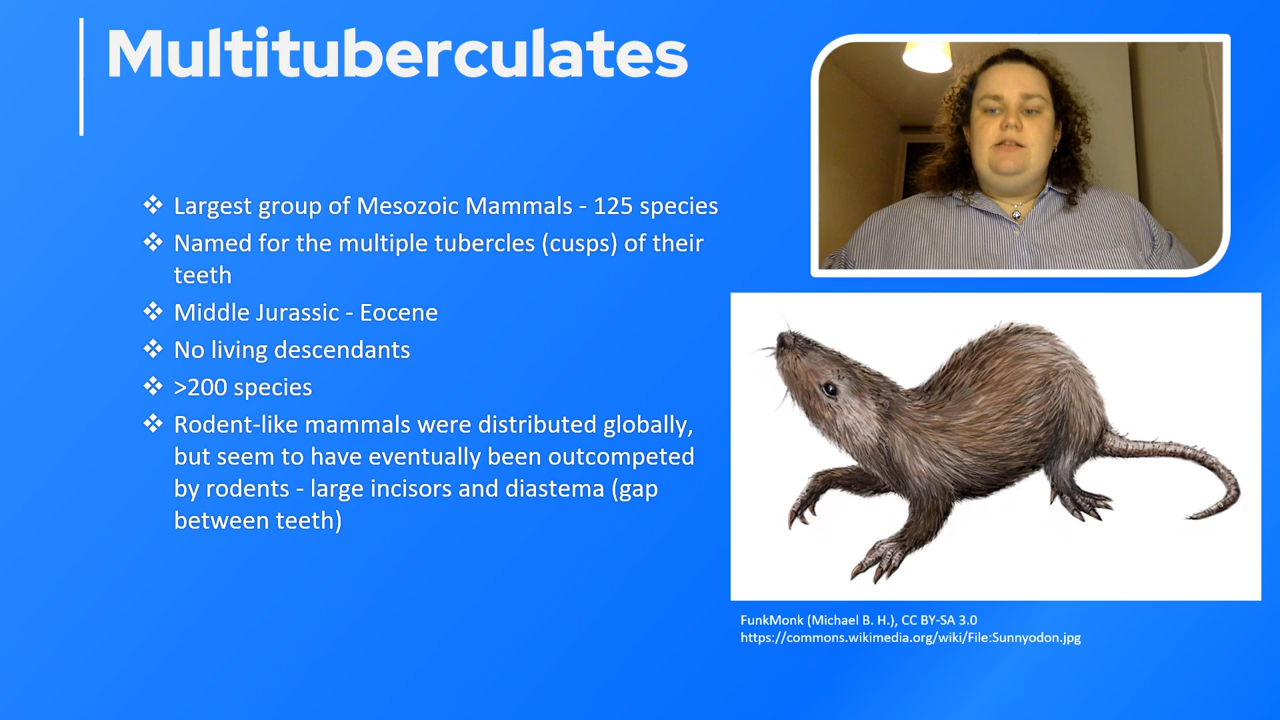 Multituberculates
❖ Largest group of Mesozoic Mammals - 125 species
❖ Named for the multiple tubercles (cusps) of their
teeth
❖ Middle Jurassic - Eocene
❖ No living descendants
❖ >200 species
❖ Rodent-like mammals were distributed globally,
but seem to have eventually been outcompeted
by rodents - large incisors and diastema (gap
between teeth)
FunkMonk (Michael B. H.), CC BY-SA 3.0
https://commons.wikimedia.org/wiki/File:Sunnyodon.jpg